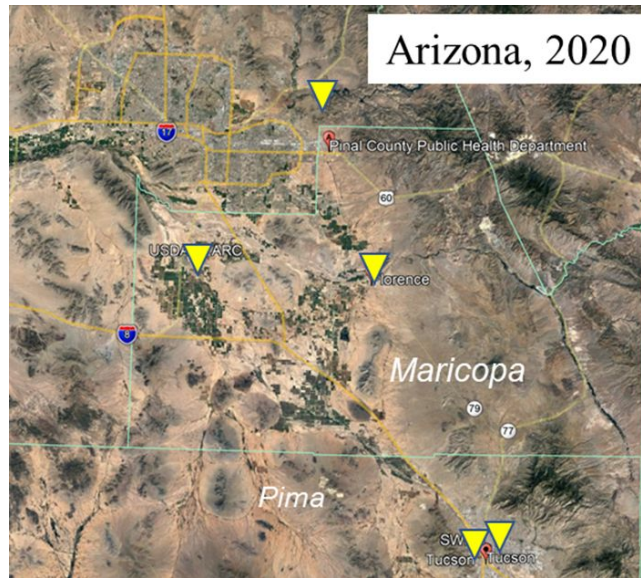 Arizona, 2020
17
Pinal County Public Health Department
60
USDA ARC
Florence
8
Maricopa
79
77
Pima
SW
Tucson
Tucson